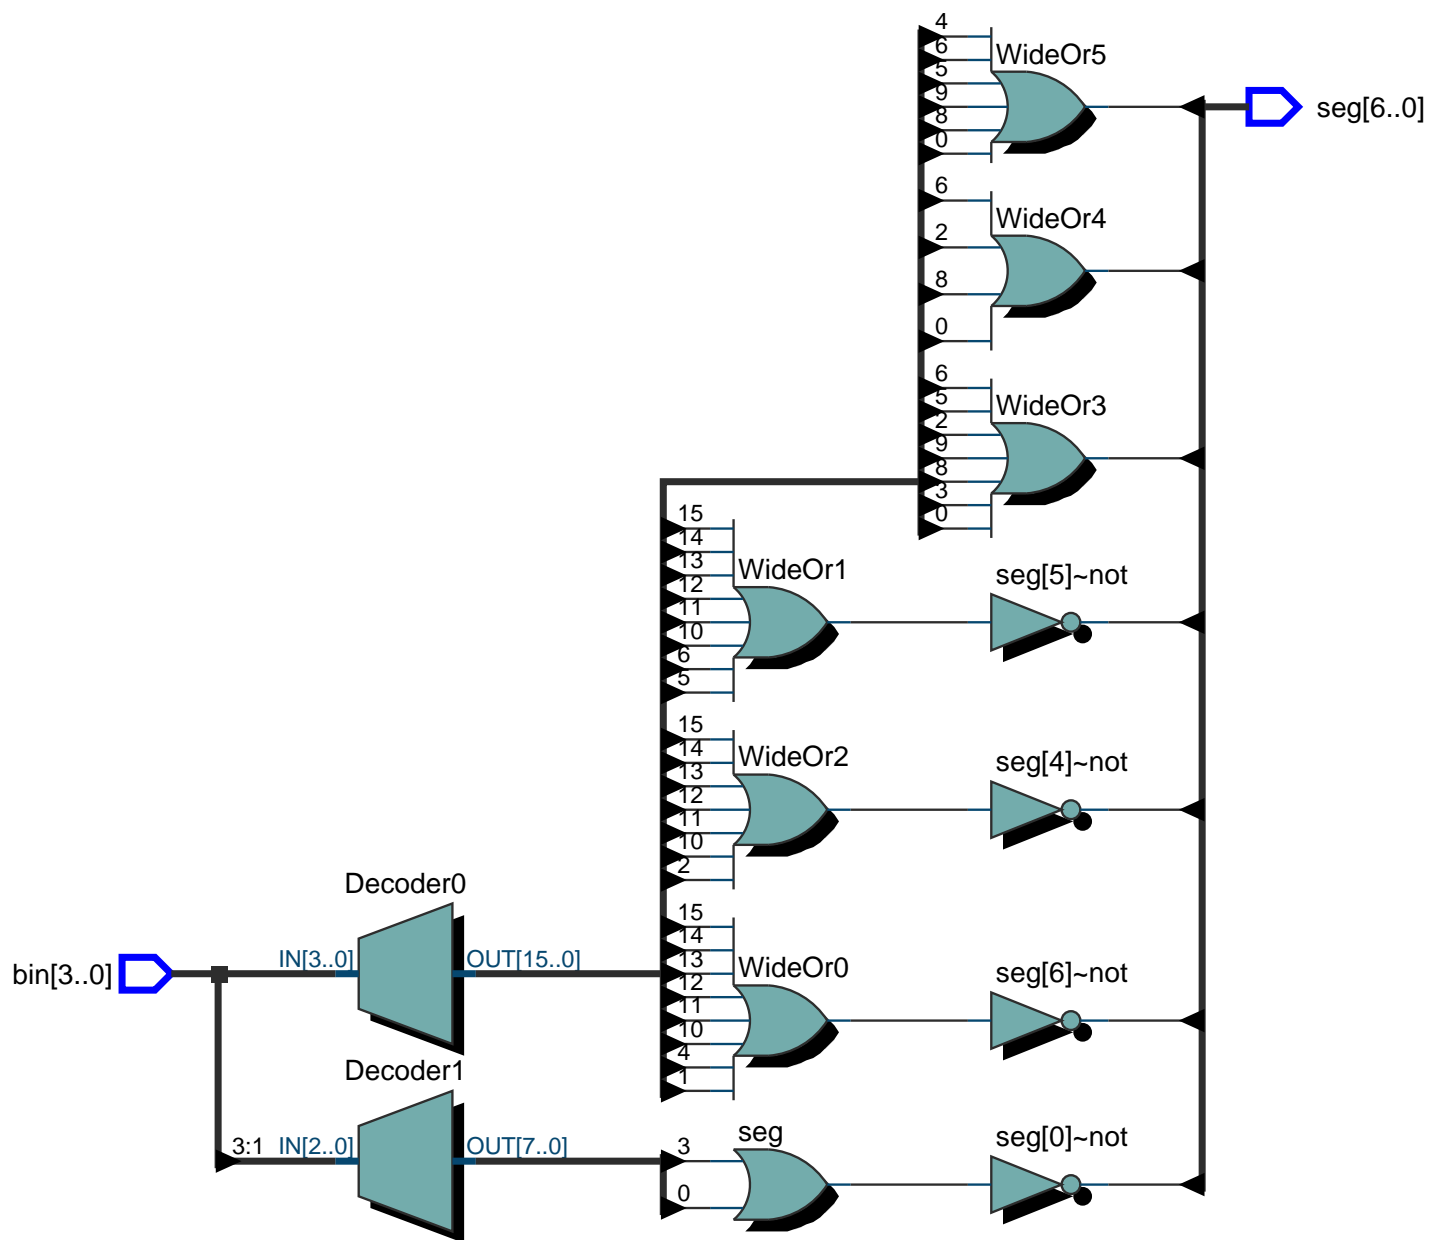 4
6
5
9
8
0
WideOr5
seg[6..0]
6
2
8
0
WideOr4
6
5
2
9
8
3
0
WideOr3
15
14
13
12
11
10
6
5
WideOr1
seg[5]~not
15
14
13
12
11
10
2
WideOr2
seg[4]~not
15
14
13
12
11
10
4
1
WideOr0
seg[6]~not
Decoder0
bin[3..0]
IN[3..0]
OUT[15..0]
Decoder1
3:1
IN[2..0]
OUT[7..0]
3
0
seg
seg[0]~not